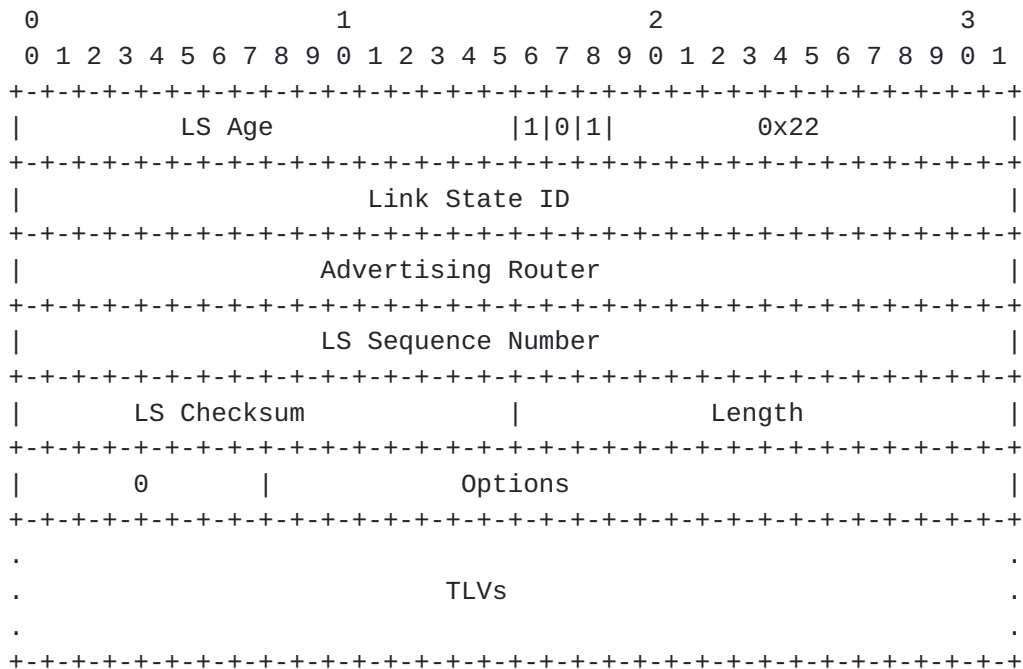 0                   1                   2                   3
 0 1 2 3 4 5 6 7 8 9 0 1 2 3 4 5 6 7 8 9 0 1 2 3 4 5 6 7 8 9 0 1
+-+-+-+-+-+-+-+-+-+-+-+-+-+-+-+-+-+-+-+-+-+-+-+-+-+-+-+-+-+-+-+-+
|          LS Age               |1|0|1|         0x22            |
+-+-+-+-+-+-+-+-+-+-+-+-+-+-+-+-+-+-+-+-+-+-+-+-+-+-+-+-+-+-+-+-+
|                      Link State ID                            |
+-+-+-+-+-+-+-+-+-+-+-+-+-+-+-+-+-+-+-+-+-+-+-+-+-+-+-+-+-+-+-+-+
|                   Advertising Router                          |
+-+-+-+-+-+-+-+-+-+-+-+-+-+-+-+-+-+-+-+-+-+-+-+-+-+-+-+-+-+-+-+-+
|                   LS Sequence Number                          |
+-+-+-+-+-+-+-+-+-+-+-+-+-+-+-+-+-+-+-+-+-+-+-+-+-+-+-+-+-+-+-+-+
|       LS Checksum             |            Length             |
+-+-+-+-+-+-+-+-+-+-+-+-+-+-+-+-+-+-+-+-+-+-+-+-+-+-+-+-+-+-+-+-+
|       0       |            Options                            |
+-+-+-+-+-+-+-+-+-+-+-+-+-+-+-+-+-+-+-+-+-+-+-+-+-+-+-+-+-+-+-+-+
.                                                               .
.                           TLVs                                .
.                                                               .
+-+-+-+-+-+-+-+-+-+-+-+-+-+-+-+-+-+-+-+-+-+-+-+-+-+-+-+-+-+-+-+-+